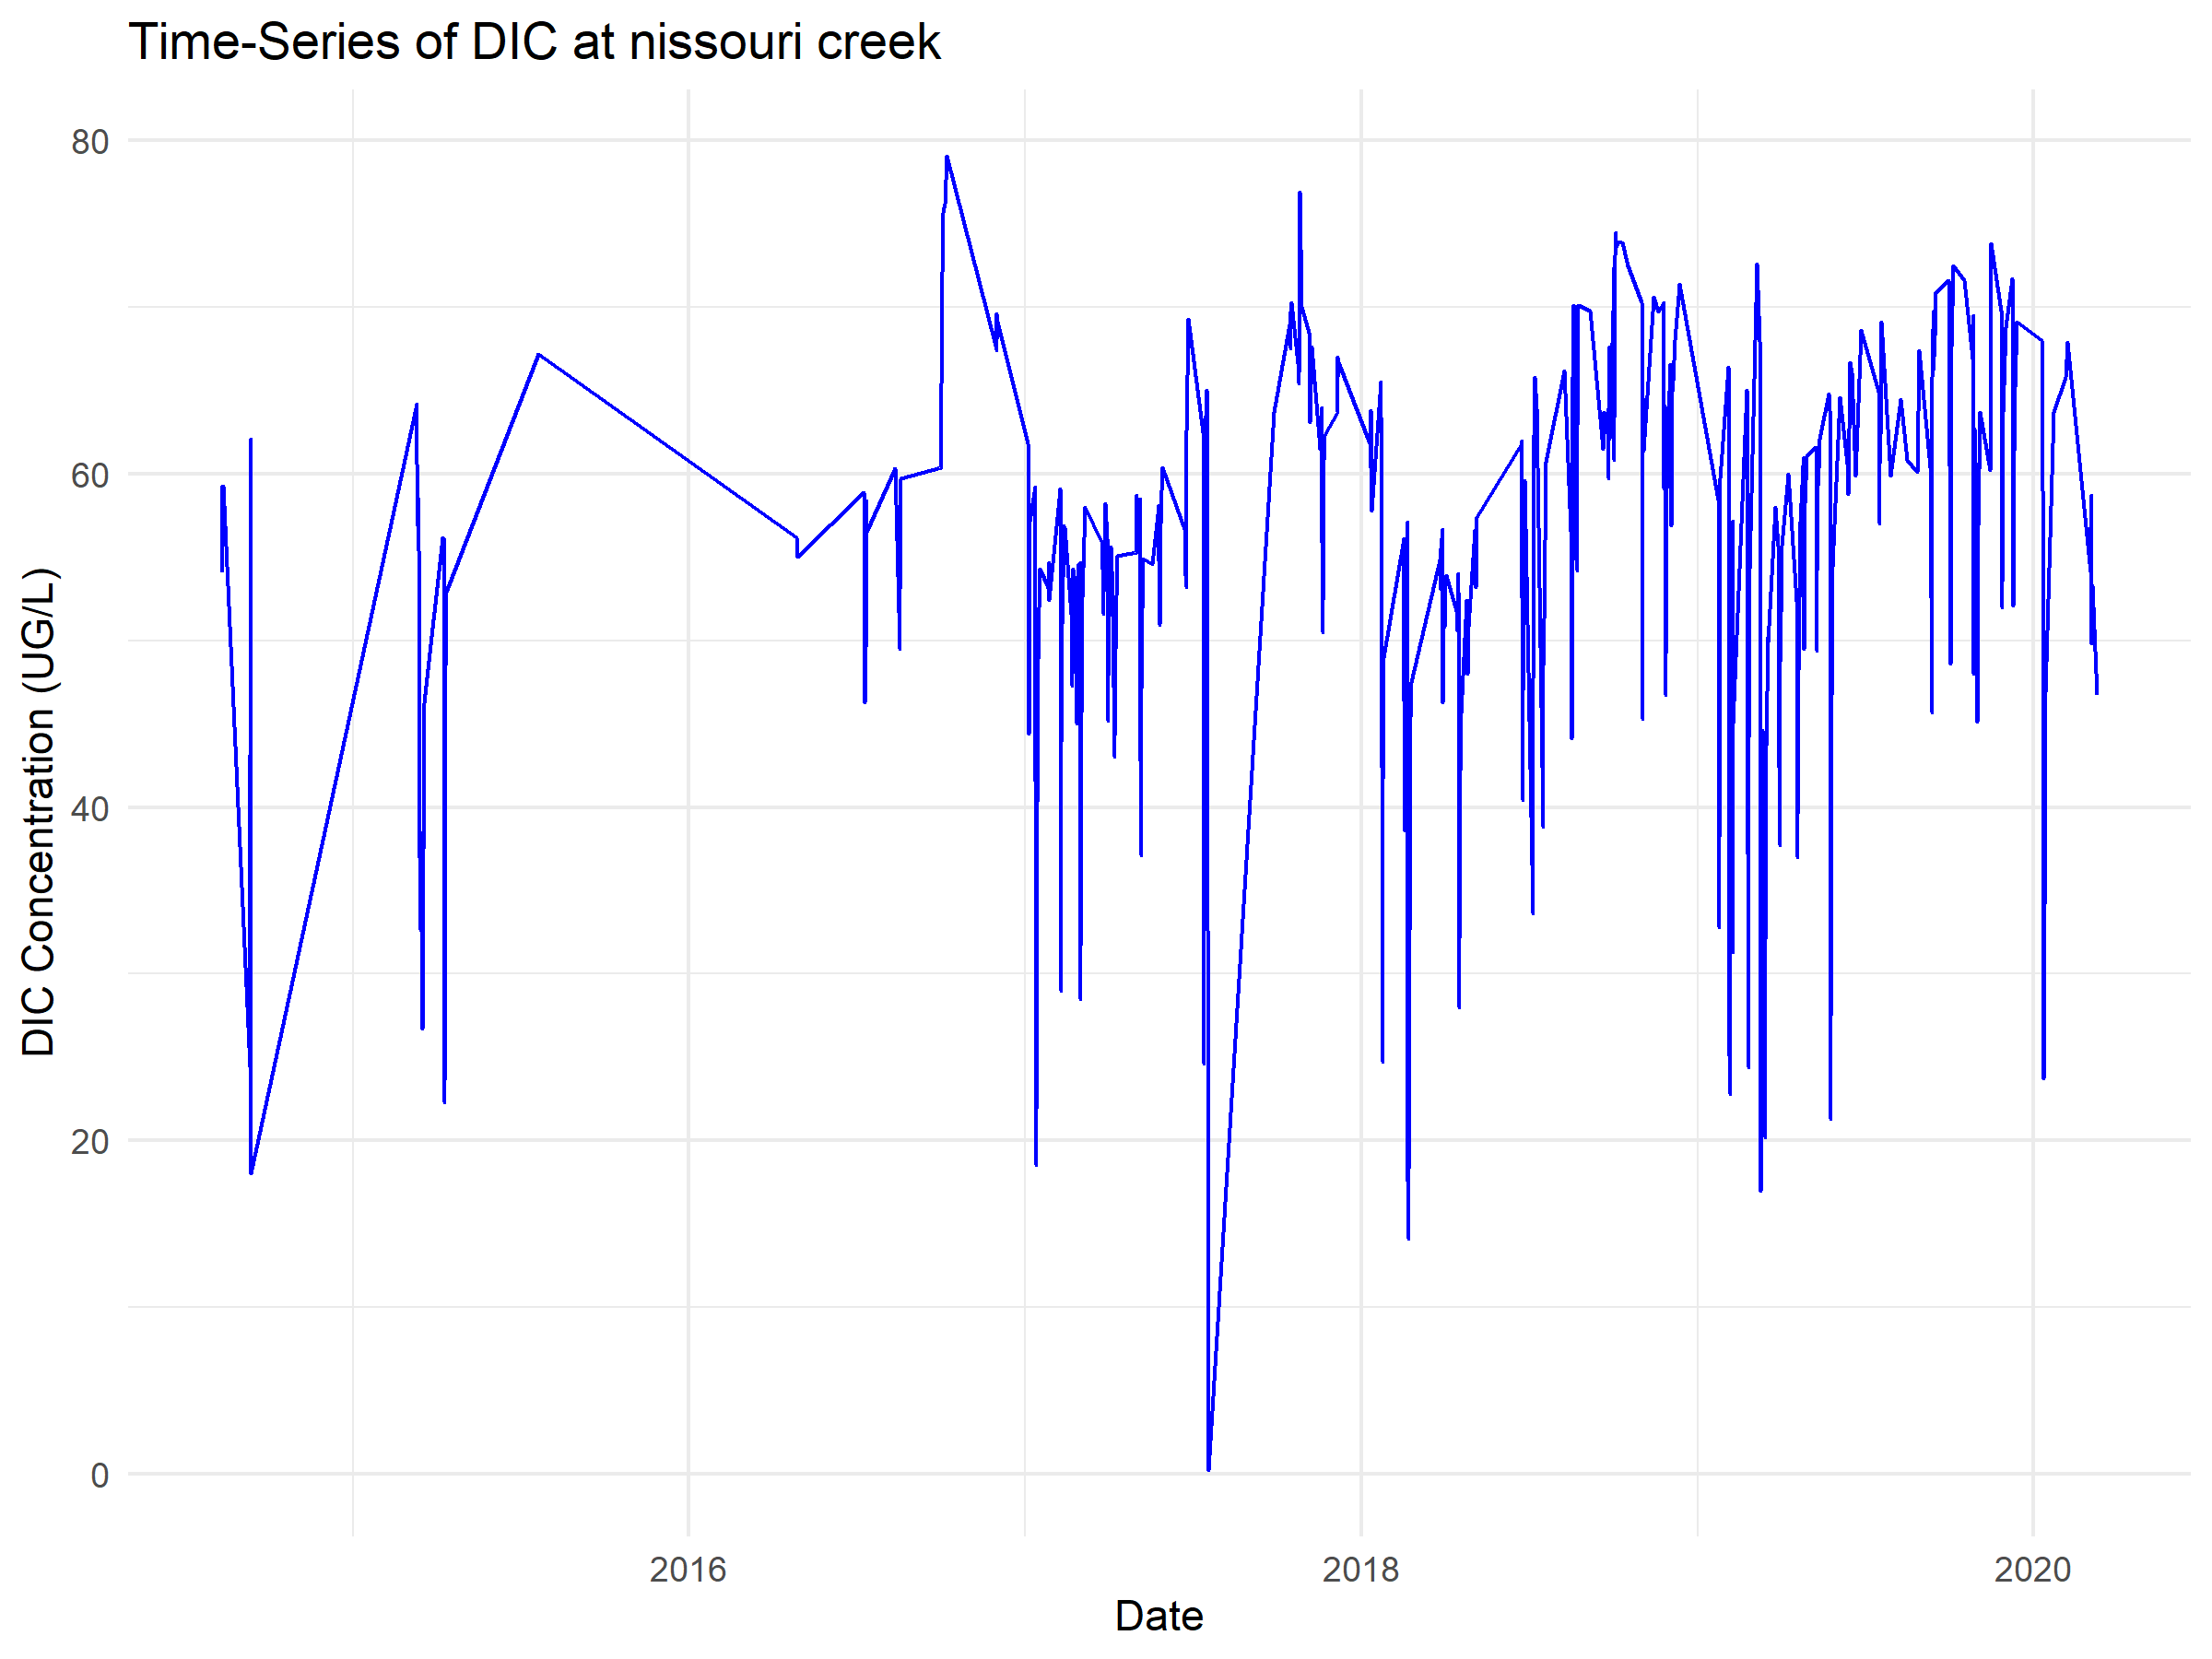 Time-Series of DIC at nissouri creek
DIC Concentration (UG/L)
80
60
40
20
0
2016
2018
2020
Date